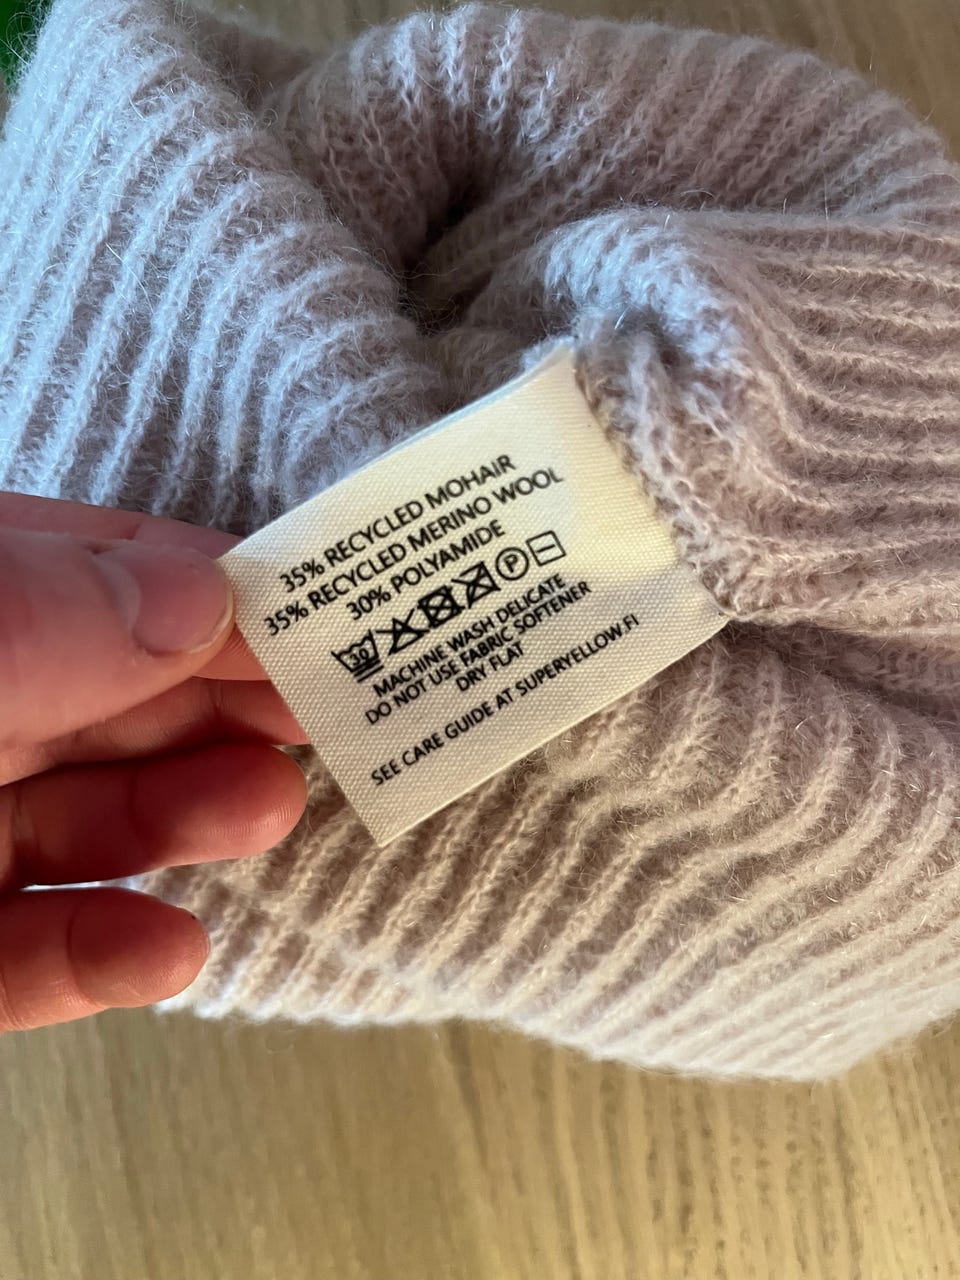 35% RECYCLED MOHAIR
35% RECYCLED MERINO WOOL
30% POLYAMIDE
30 P
MACHINE WASH DELICATE
DO NOT USE FABRIC SOFTENER
DRY FLAT
SEE CARE GUIDE AT SUPERYELLOW.FI